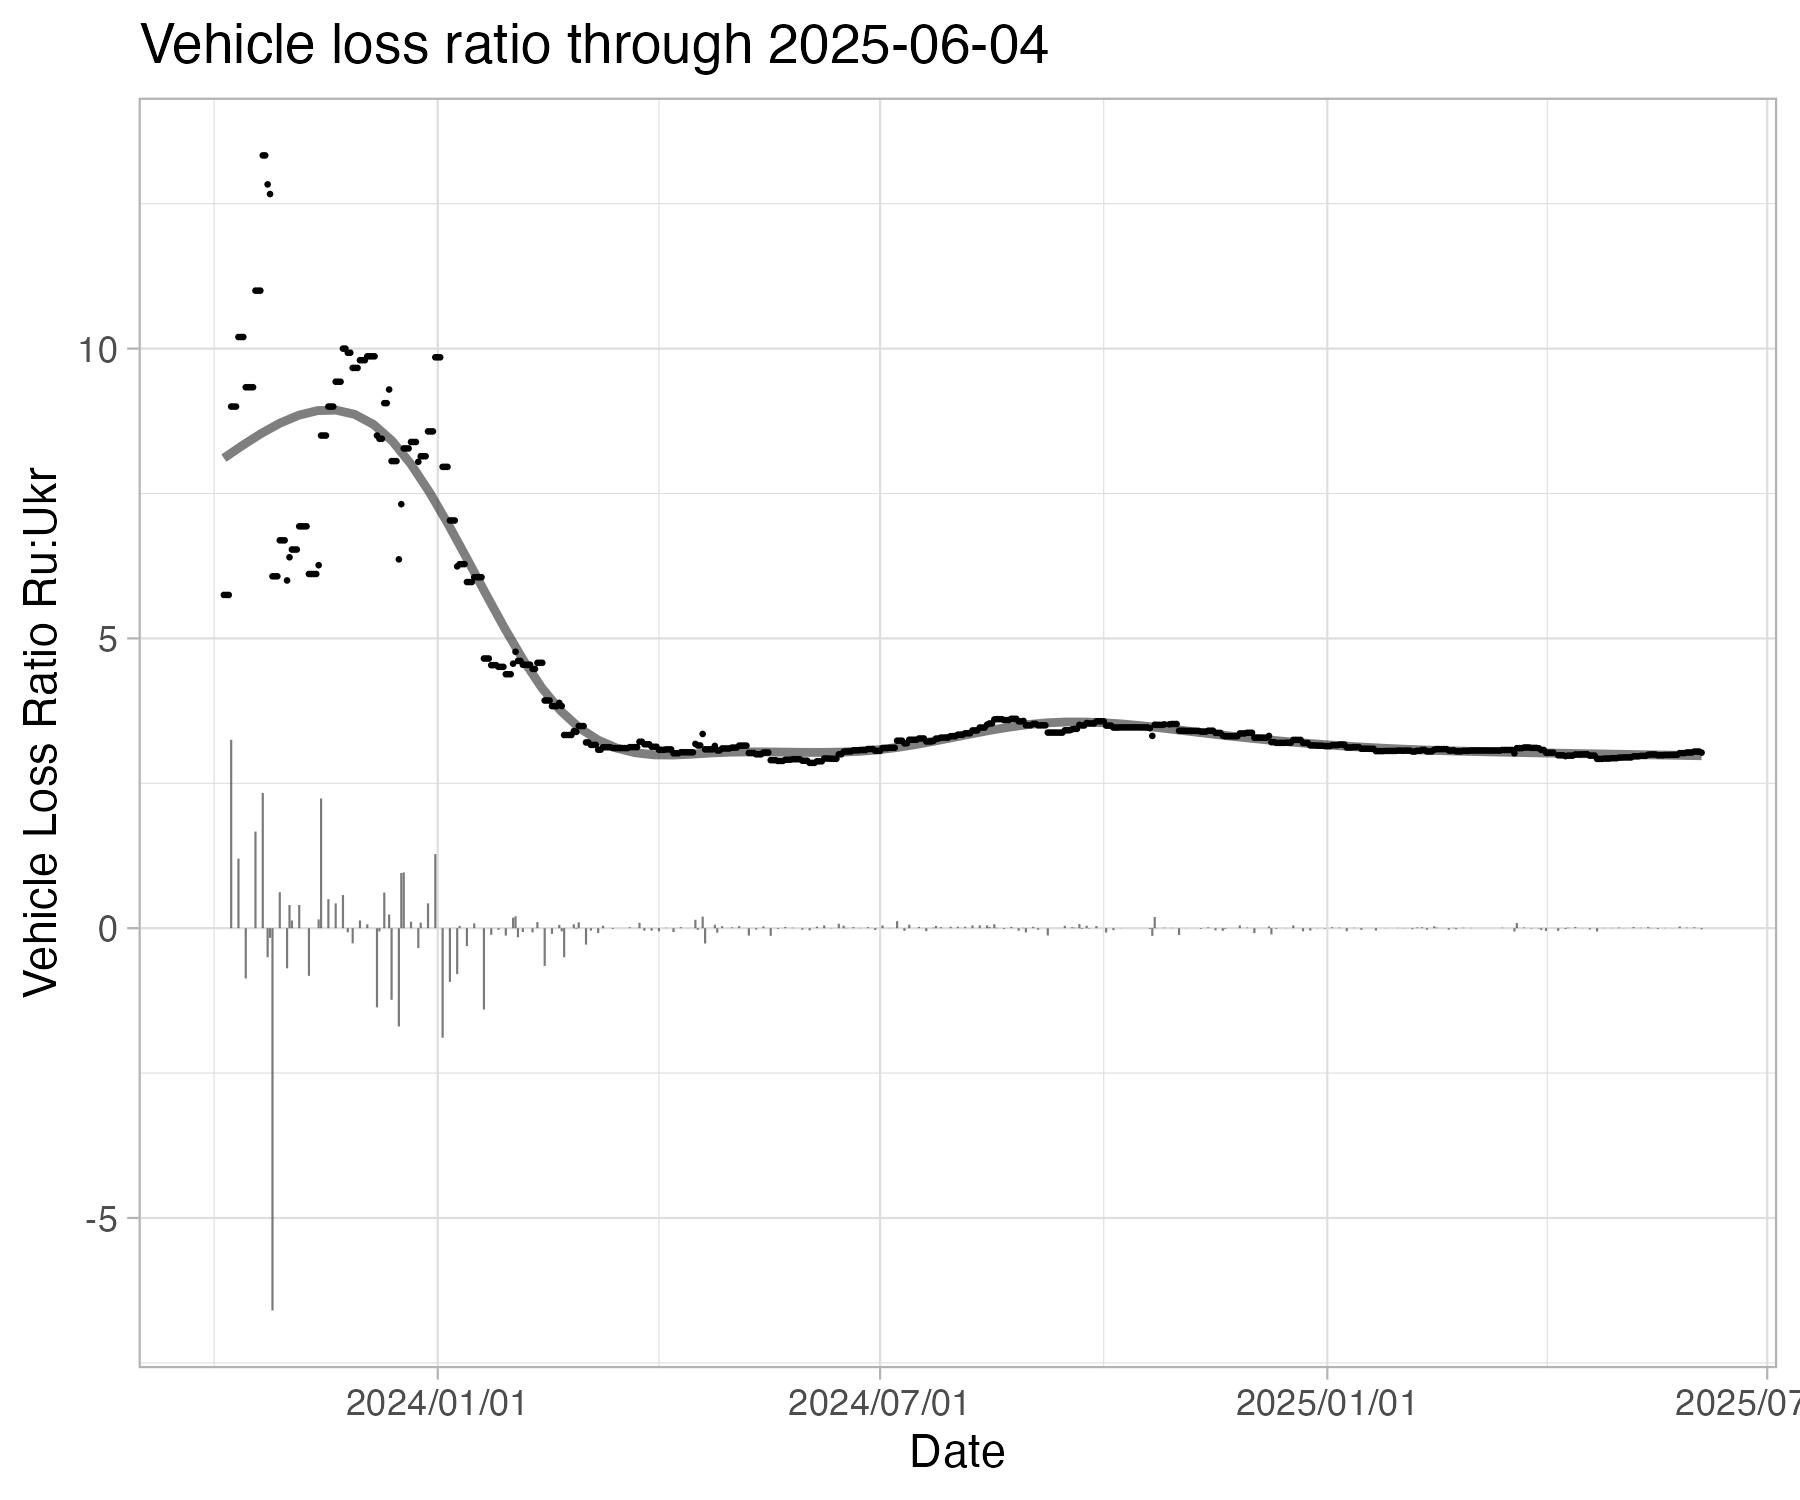 Vehicle loss ratio through 2025-06-04
Vehicle Loss Ratio Ru:Ukr
10
5
0
-5
2024/01/01
2024/07/01
2025/01/01
2025/07
Date